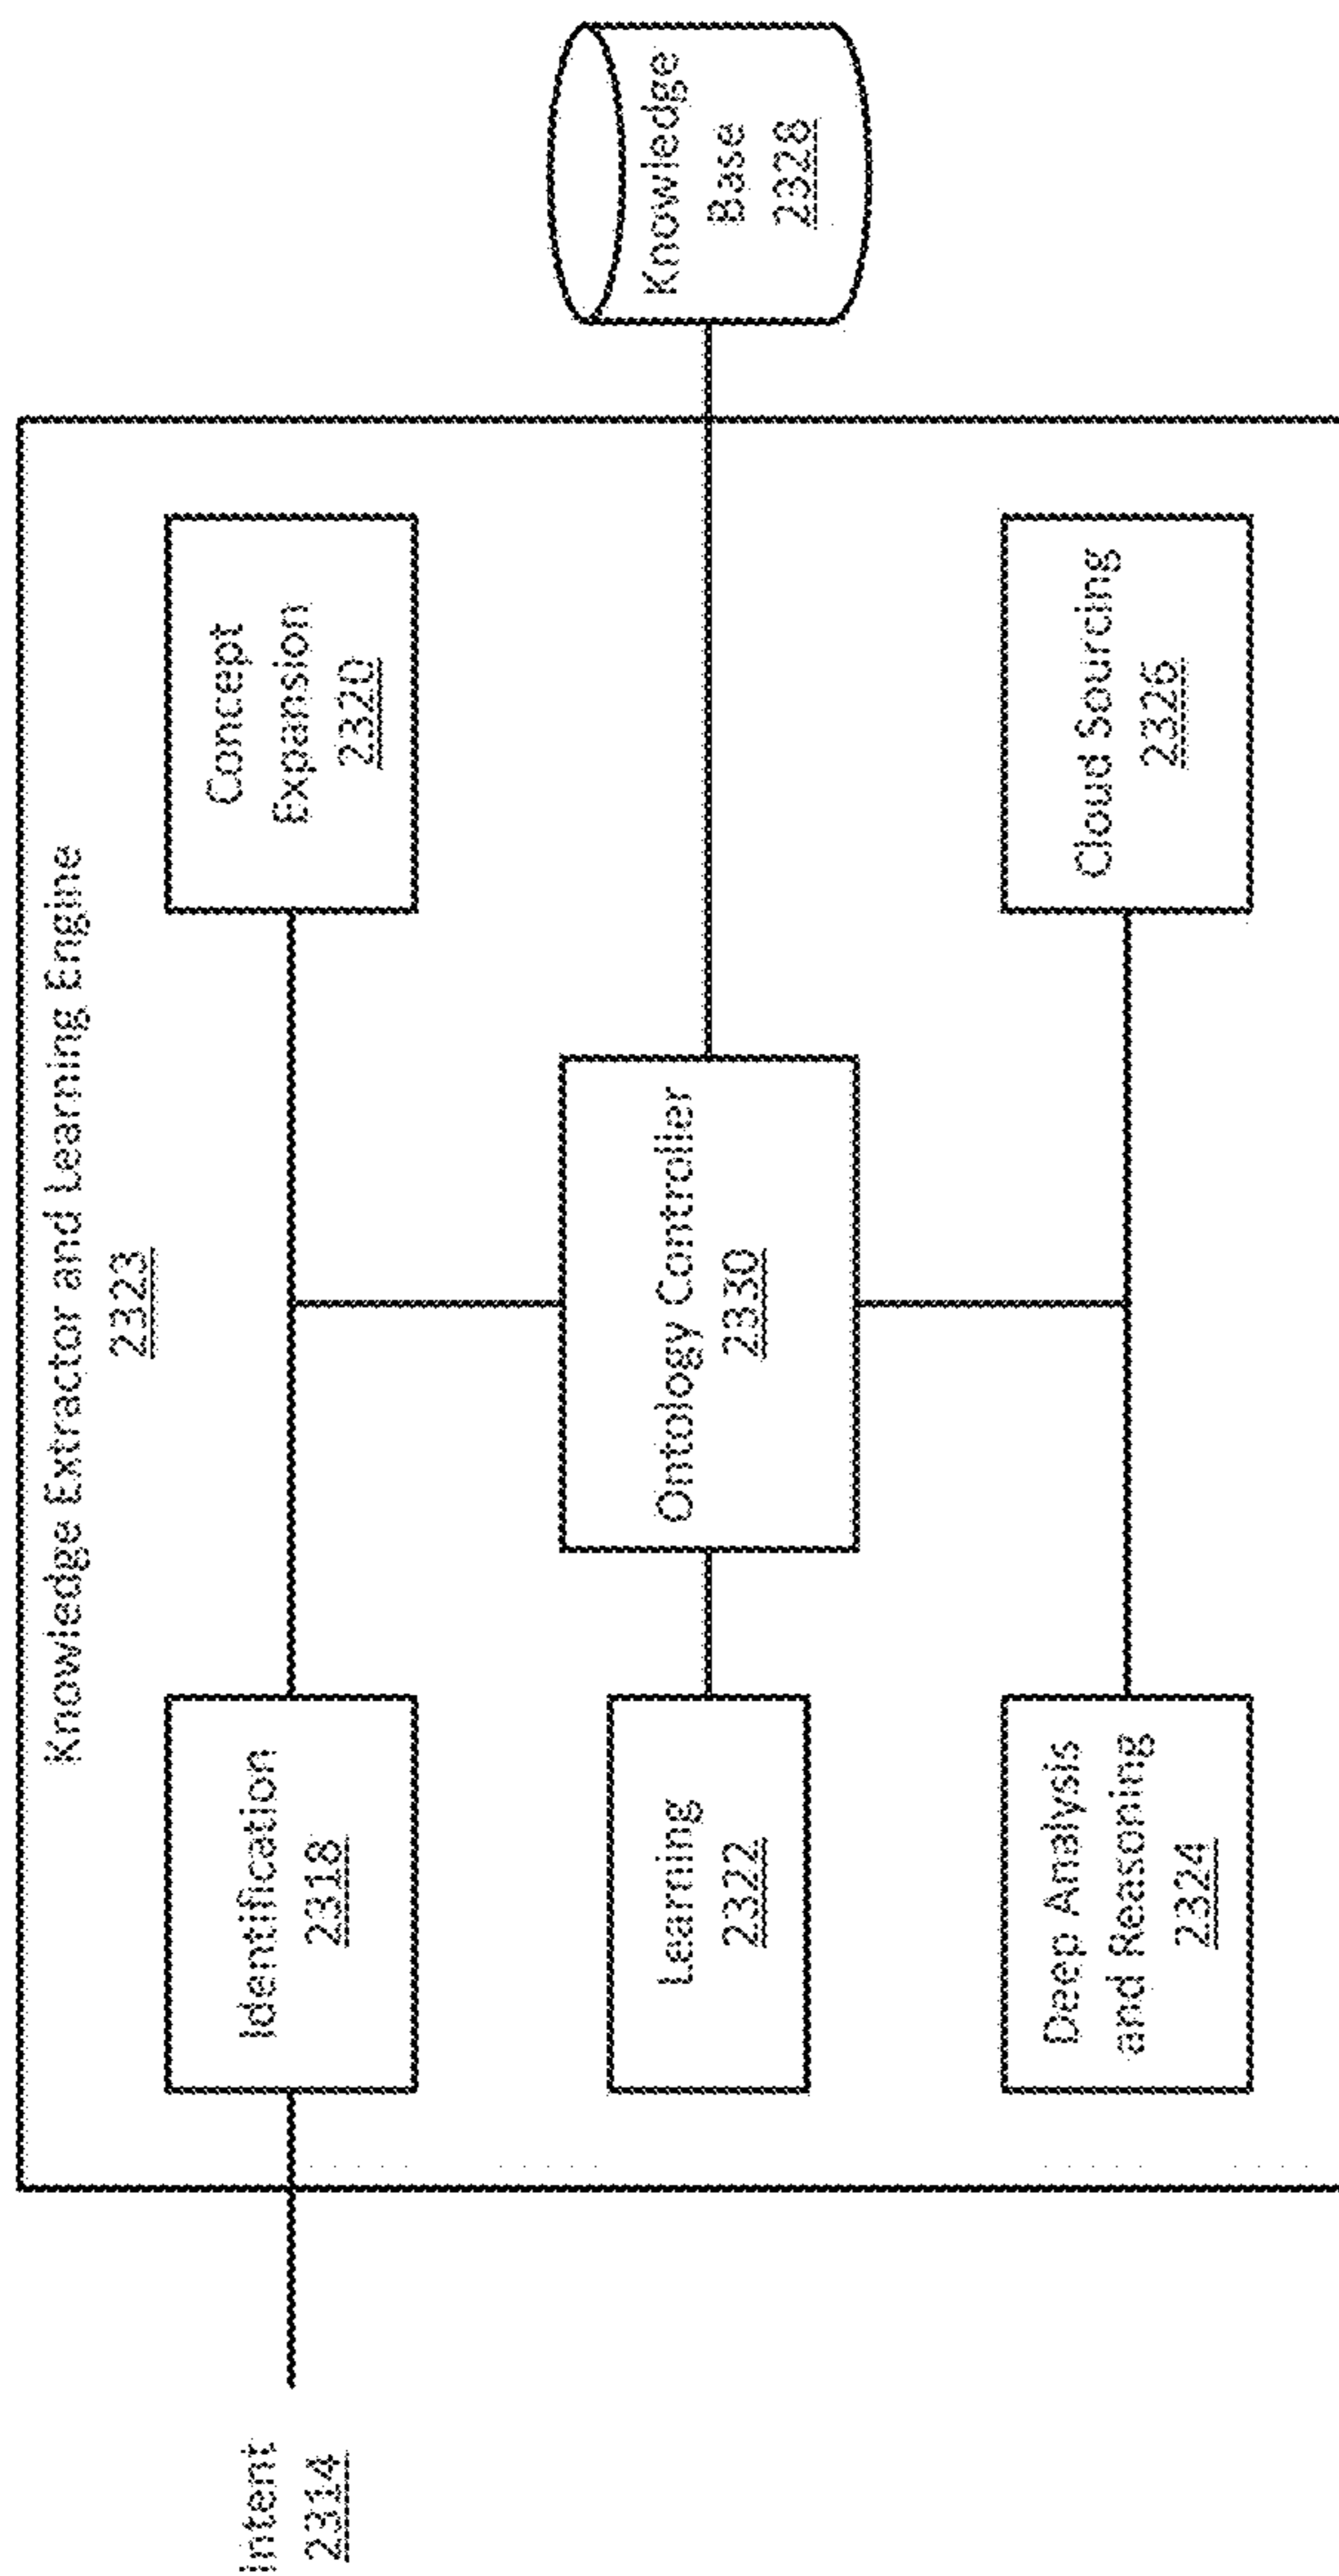 Knowledge Extractor and Learning Engine
2323
Intent
2314
Identification
2318
Concept
Expansion
2320
Learning
2322
Ontology Controller
2330
Knowledge
Base
2328
Deep Analysis
and Reasoning
2324
Cloud Sourcing
2326